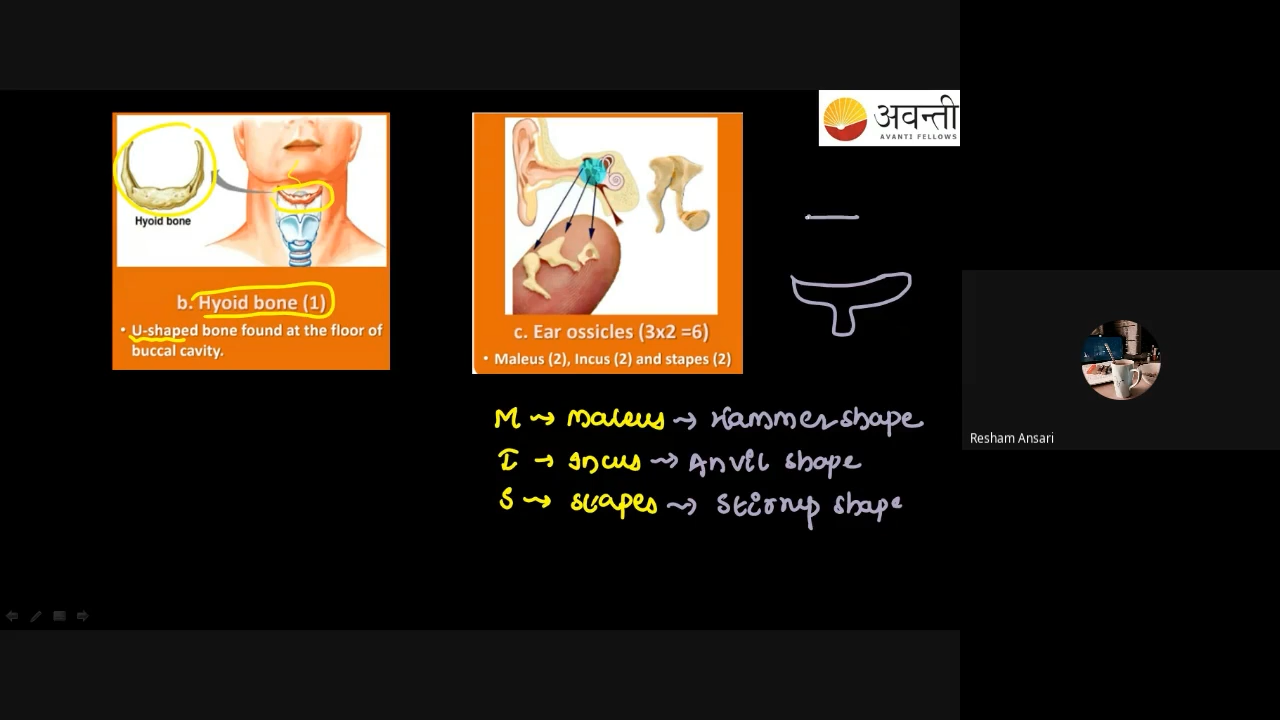 अवन्ती
AVANTI FELLOWS
Hyoid bone
b. Hyoid bone (1)
• U-shaped bone found at the floor of
buccal cavity.
c. Ear ossicles (3x2 =6)
• Maleus (2), Incus (2) and stapes (2)
M → Maleus → Hammer shape
I → Incus → Anvil shape
S → Stapes → Stirrup shape
Resham Ansari